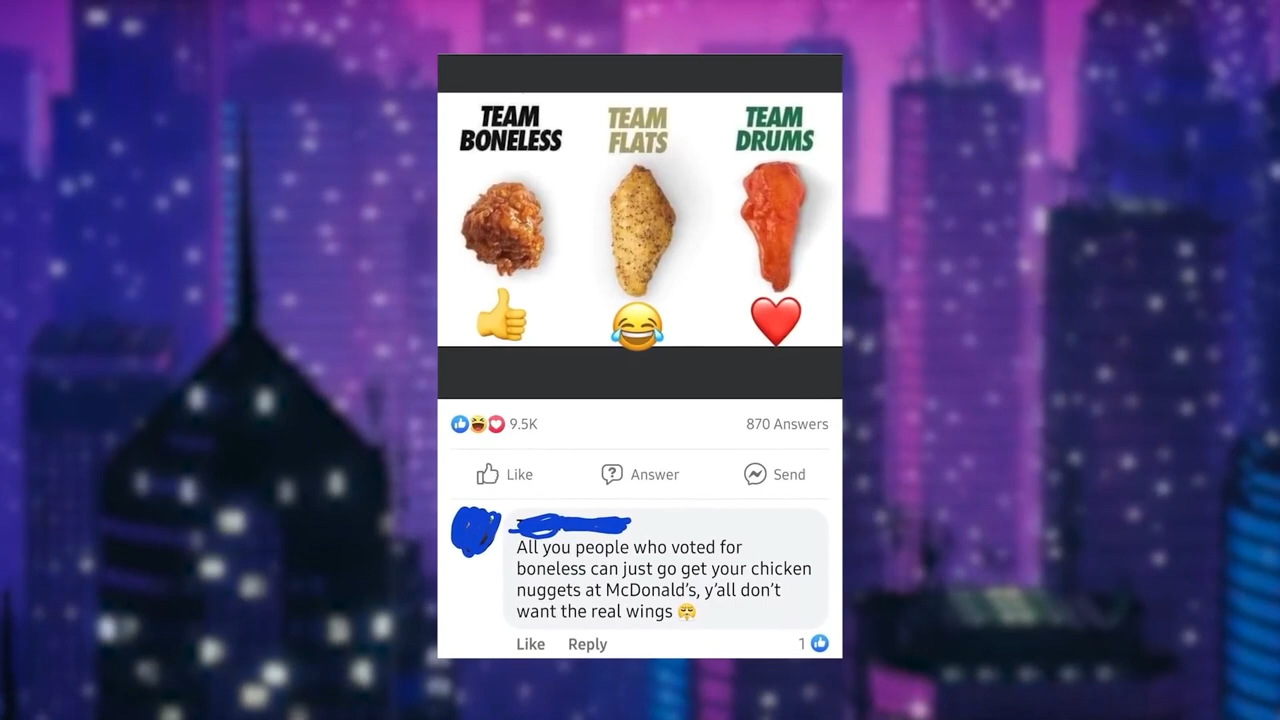 TEAM BONELESS
TEAM FLATS
TEAM DRUMS
9.5K
870 Answers
Like
Answer
Send
All you people who voted for
boneless can just go get your chicken
nuggets at McDonald's, y'all don't
want the real wings 😤
Like Reply
1